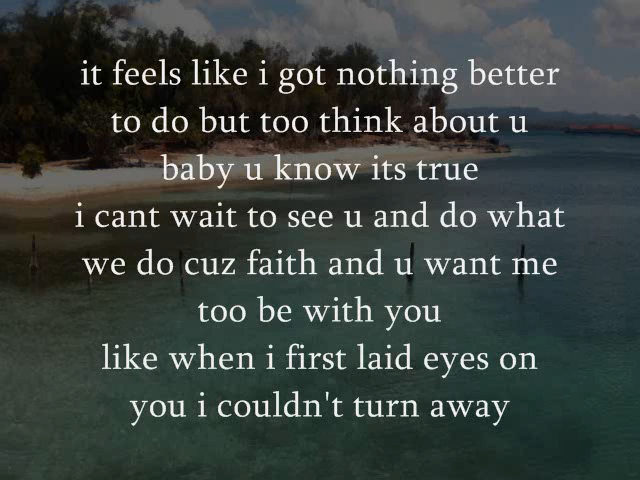 it feels like i got nothing better
to do but too think about u
baby u know its true
i cant wait to see u and do what
we do cuz faith and u want me
too be with you
like when i first laid eyes on
you i couldn't turn away